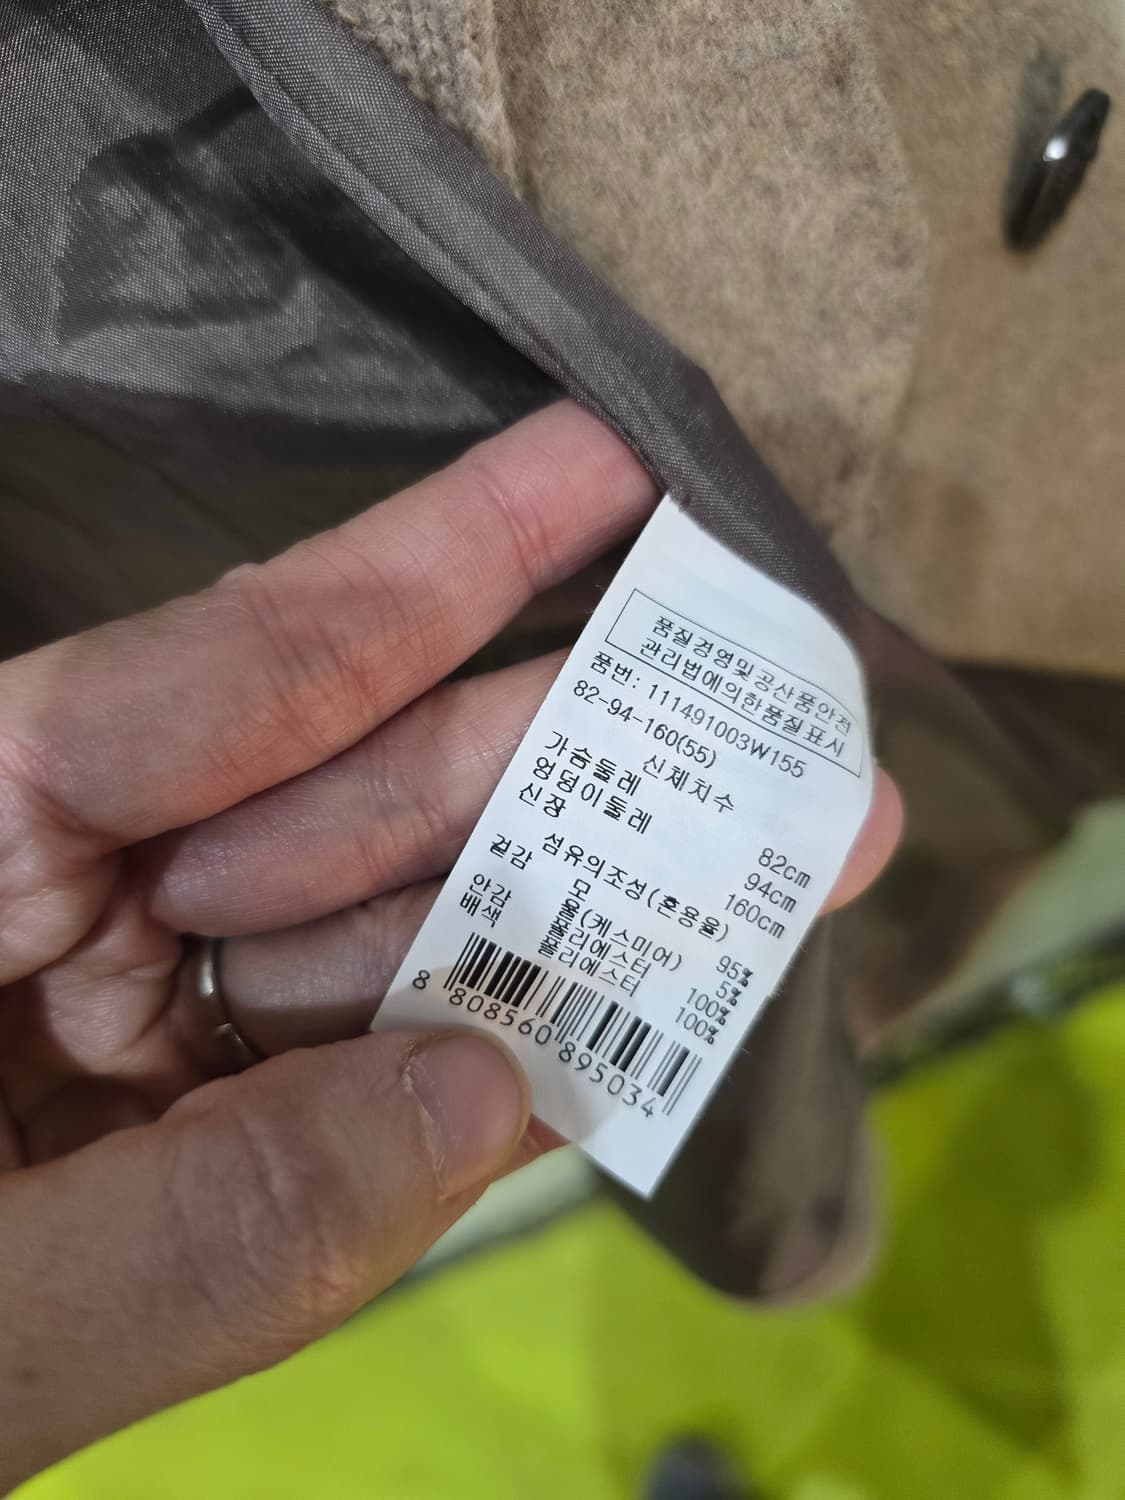 품질경영및공산품안전
관리법에의한품질표시
품번: 111491003W155
82-94-160(55)
신체치수
가슴둘레 82cm
엉덩이둘레 94cm
신장 160cm
섬유의조성(혼용율)
겉감 모 95%
울(케스미어) 5%
안감 폴리에스터 100%
배색 폴리에스터 100%
8 808560 895034